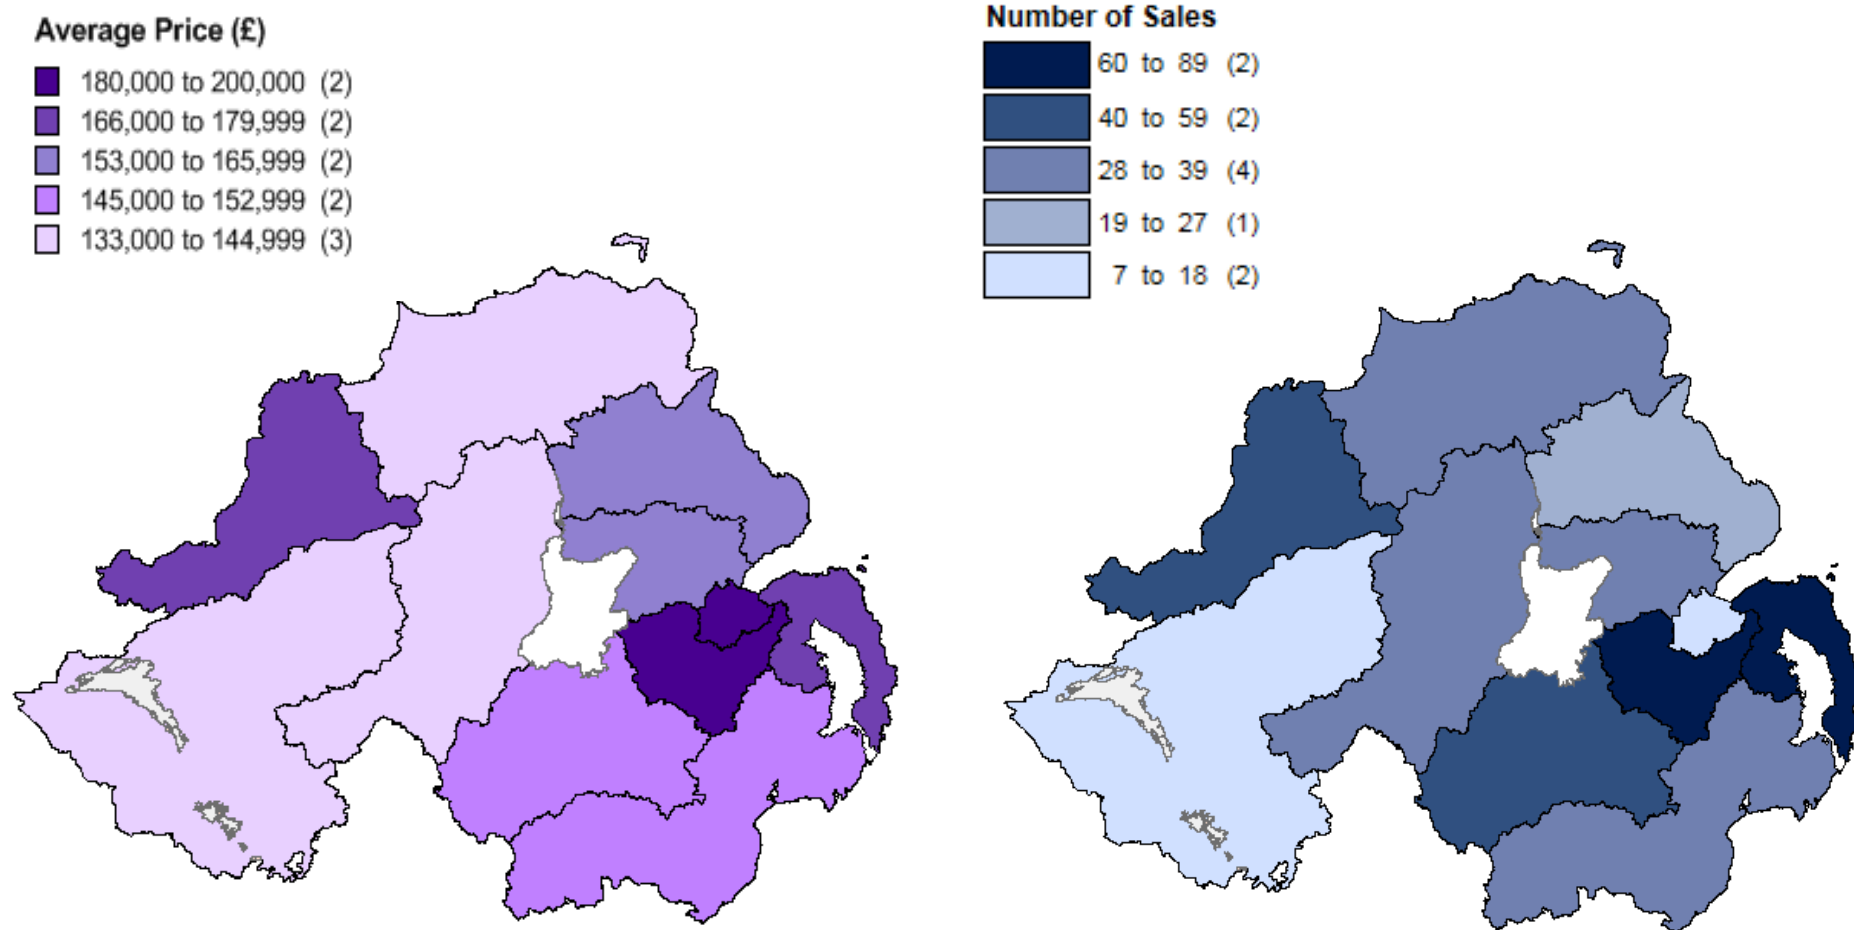 Average Price (£)
180,000 to 200,000 (2)
166,000 to 179,999 (2)
153,000 to 165,999 (2)
145,000 to 152,999 (2)
133,000 to 144,999 (3)
Number of Sales
60 to 89 (2)
40 to 59 (2)
28 to 39 (4)
19 to 27 (1)
7 to 18 (2)